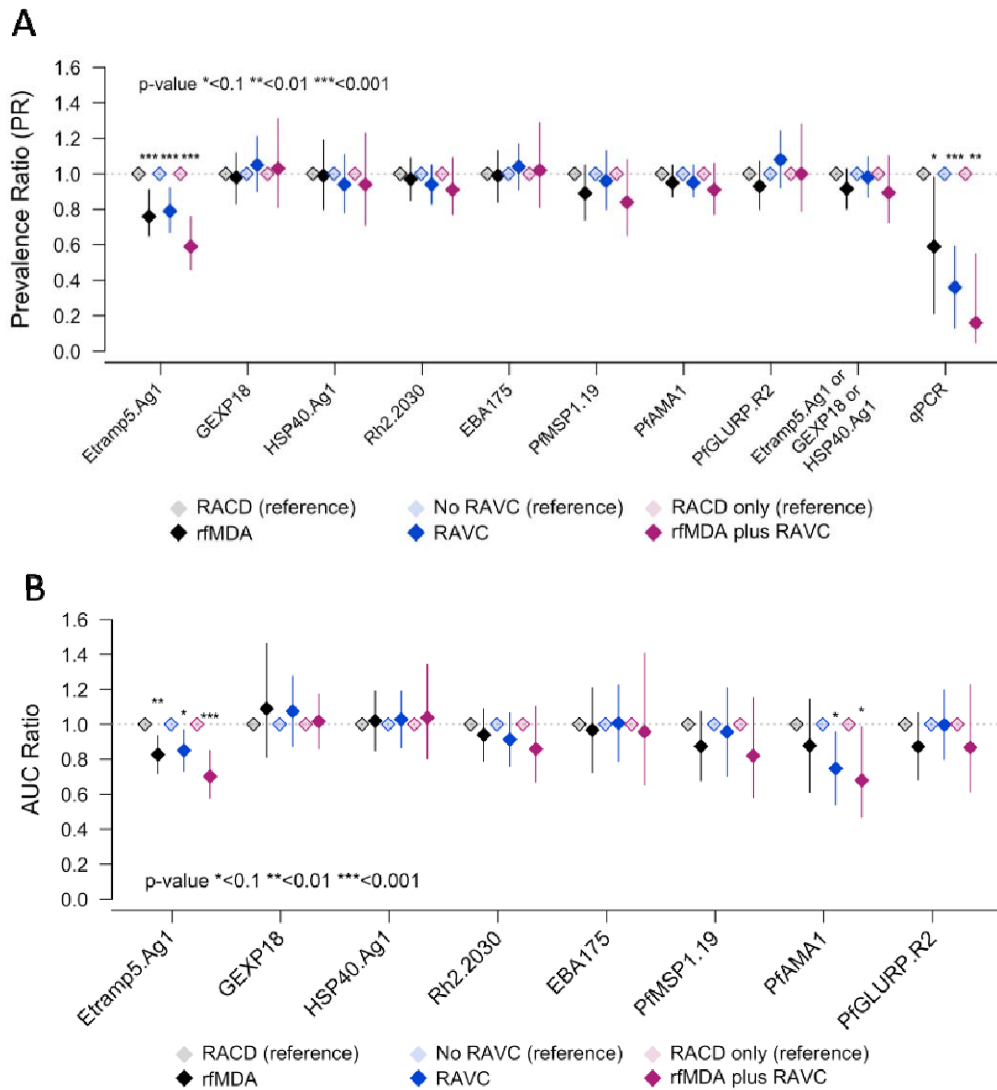 A
p-value *<0.1 **<0.01 ***<0.001
Prevalence Ratio (PR)
1.6
1.4
1.2
1.0
0.8
0.6
0.4
0.2
0.0
*** *** ***
* *** **
Etramp5.Ag1
GEXP18
HSP40.Ag1
Rh2.2030
EBA175
PfMSP1.19
PfAMA1
PfGLURP.R2
Etramp5.Ag1 or
GEXP18 or
HSP40.Ag1
qPCR
RACD (reference)
No RAVC (reference)
RACD only (reference)
rfMDA
RAVC
rfMDA plus RAVC
B
AUC Ratio
1.6
1.4
1.2
1.0
0.8
0.6
0.4
0.2
0.0
** * ***
* *
p-value *<0.1 **<0.01 ***<0.001
Etramp5.Ag1
GEXP18
HSP40.Ag1
Rh2.2030
EBA175
PfMSP1.19
PfAMA1
PfGLURP.R2
RACD (reference)
No RAVC (reference)
RACD only (reference)
rfMDA
RAVC
rfMDA plus RAVC